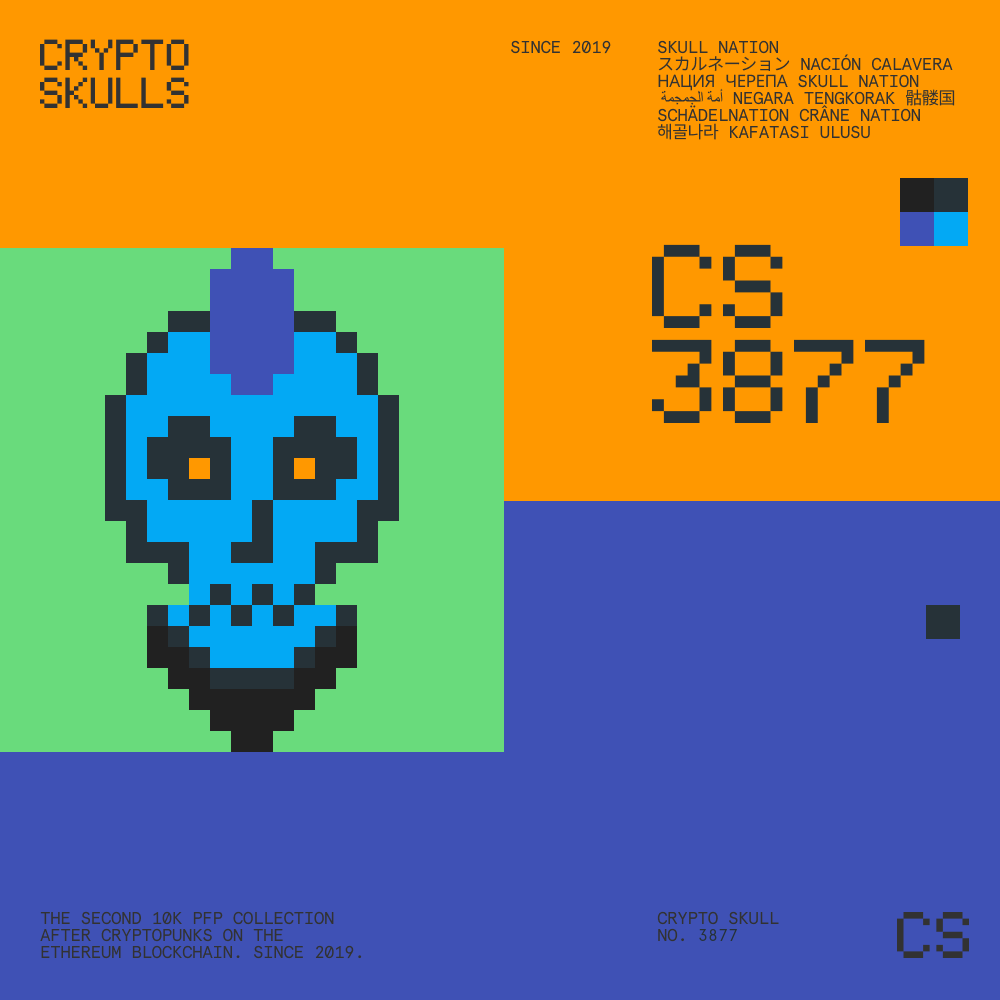 CRYPTO
SKULLS
SINCE 2019
SKULL NATION
スカルネーション NACIÓN CALAVERA
НАЦИЯ ЧЕРЕПА SKULL NATION
أمة الجمجمة NEGARA TENGKORAK 骷髅国
SCHÄDELNATION CRÂNE NATION
해골나라 KAFATASI ULUSU
CS
3877
THE SECOND 10K PFP COLLECTION
AFTER CRYPTOPUNKS ON THE
ETHEREUM BLOCKCHAIN. SINCE 2019.
CRYPTO SKULL
NO. 3877
CS